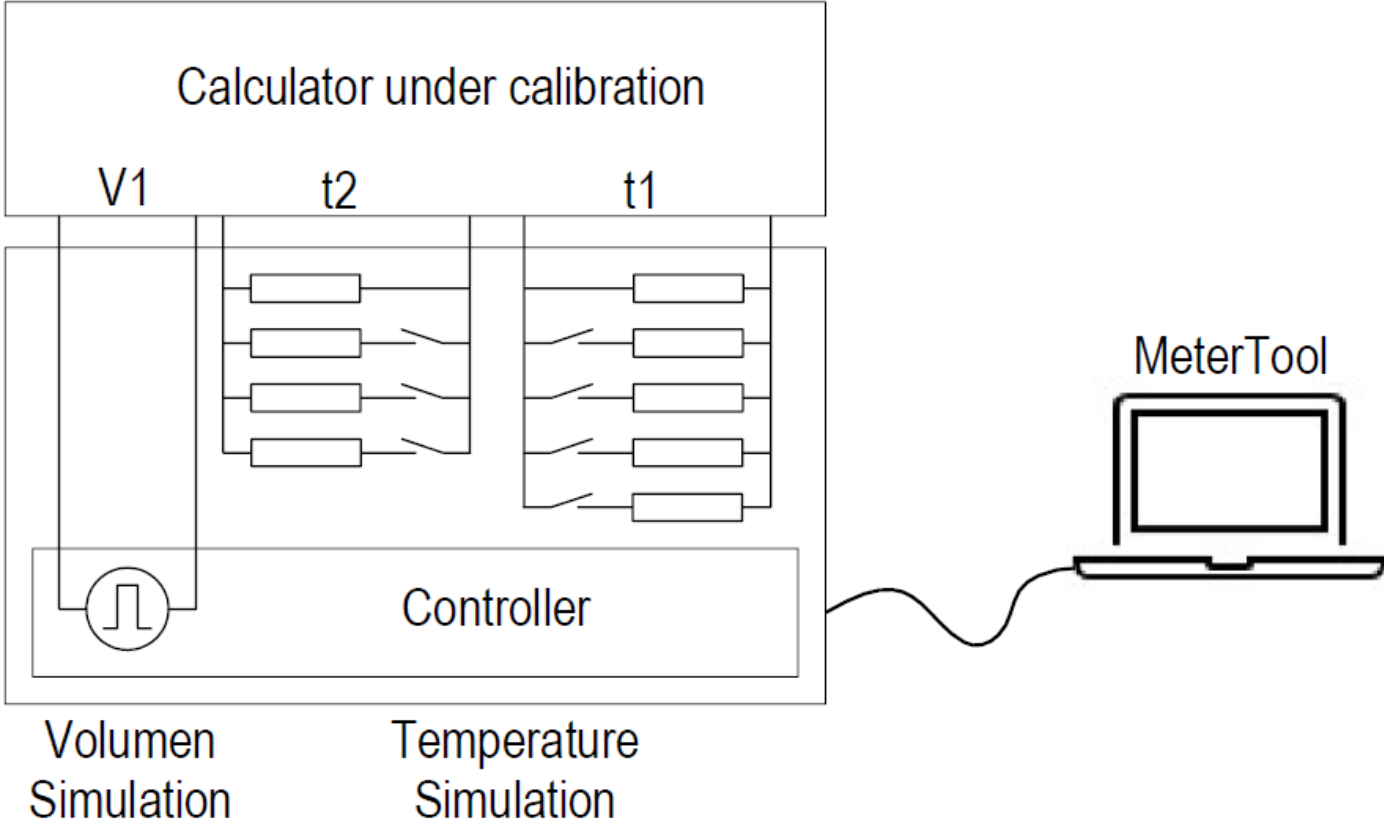 Calculator under calibration
V1
t2
t1
MeterTool
Controller
Volumen
Simulation
Temperature
Simulation